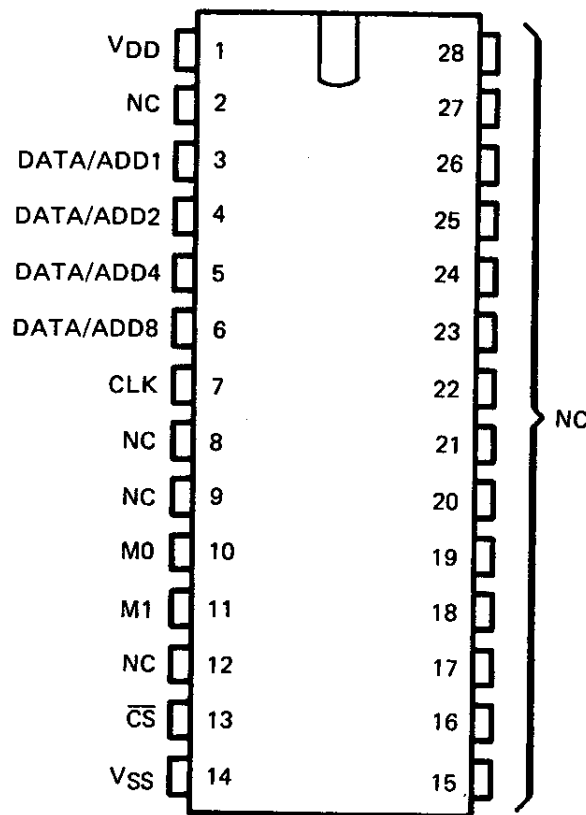 VDD 1 28
NC 2 27
DATA/ADD1 3 26
DATA/ADD2 4 25
DATA/ADD4 5 24
DATA/ADD8 6 23
CLK 7 22
NC 8 21
NC
NC 9 20
M0 10 19
M1 11 18
NC 12 17
C̅S̅ 13 16
VSS 14 15